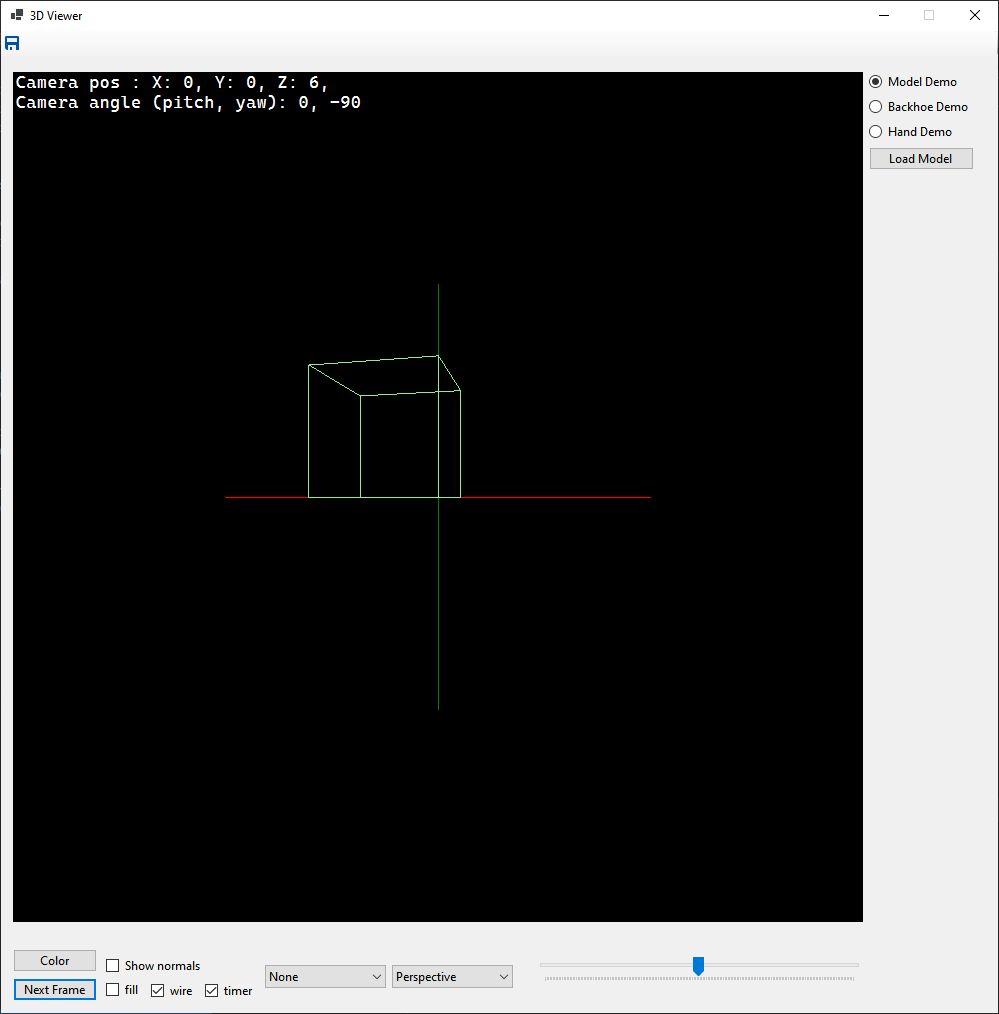 3D Viewer
Camera pos : X: 0, Y: 0, Z: 6,
Camera angle (pitch, yaw): 0, -90
Model Demo
Backhoe Demo
Hand Demo
Load Model
Color
Show normals
None
Perspective
Next Frame
fill
wire
timer